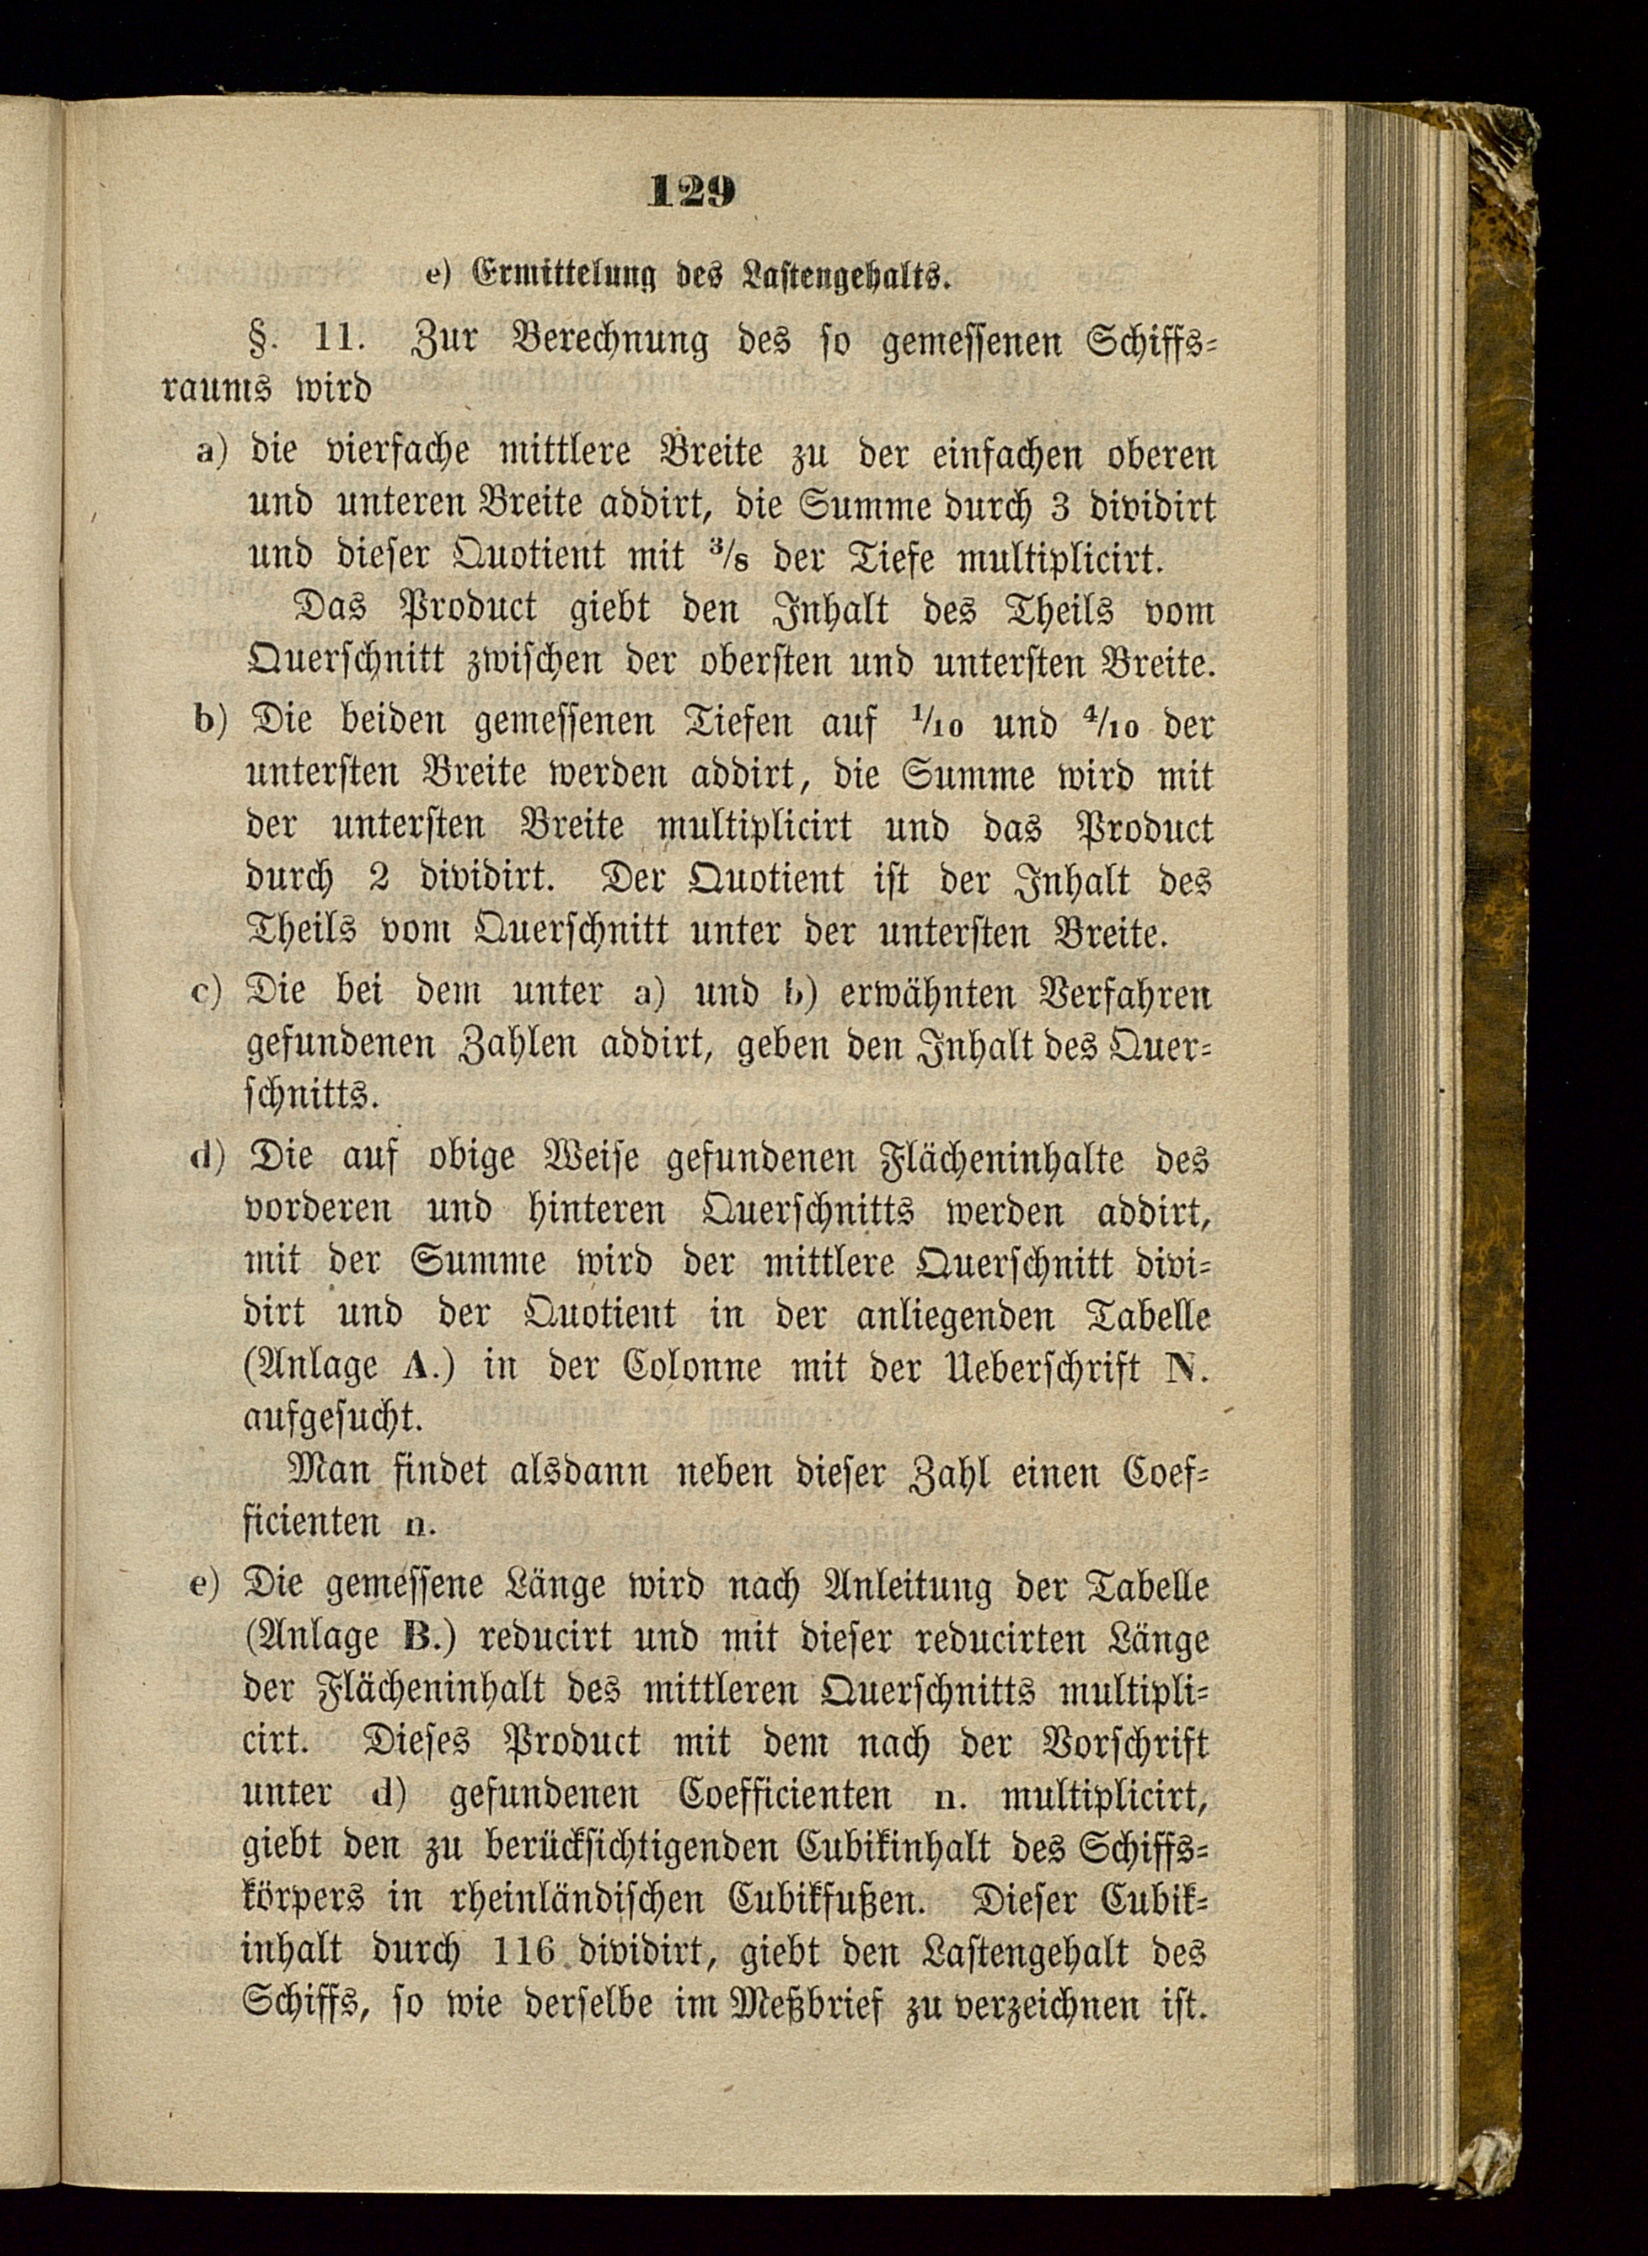 129
e) Ermittelung des Lastengehalts.
§. 11. Zur Berechnung des so gemessenen Schiffs-
raums wird
a) die vierfache mittlere Breite zu der einfachen oberen
und unteren Breite addirt, die Summe durch 3 dividirt
und dieser Quotient mit ³/₈ der Tiefe multiplicirt.
Das Product giebt den Inhalt des Theils vom
Querschnitt zwischen der obersten und untersten Breite.
b) Die beiden gemessenen Tiefen auf ¹/₁₀ und ⁴/₁₀ der
untersten Breite werden addirt, die Summe wird mit
der untersten Breite multiplicirt und das Product
durch 2 dividirt. Der Quotient ist der Inhalt des
Theils vom Querschnitt unter der untersten Breite.
c) Die bei dem unter a) und b) erwähnten Verfahren
gefundenen Zahlen addirt, geben den Inhalt des Quer-
schnitts.
d) Die auf obige Weise gefundenen Flächeninhalte des
vorderen und hinteren Querschnitts werden addirt,
mit der Summe wird der mittlere Querschnitt divi-
dirt und der Quotient in der anliegenden Tabelle
(Anlage A.) in der Colonne mit der Ueberschrift N.
aufgesucht.
Man findet alsdann neben dieser Zahl einen Coef-
ficienten n.
e) Die gemessene Länge wird nach Anleitung der Tabelle
(Anlage B.) reducirt und mit dieser reducirten Länge
der Flächeninhalt des mittleren Querschnitts multipli-
cirt. Dieses Product mit dem nach der Vorschrift
unter d) gefundenen Coefficienten n. multiplicirt,
giebt den zu berücksichtigenden Cubikinhalt des Schiffs-
körpers in rheinländischen Cubikfußen. Dieser Cubik-
inhalt durch 116 dividirt, giebt den Lastengehalt des
Schiffs, so wie derselbe im Meßbrief zu verzeichnen ist.